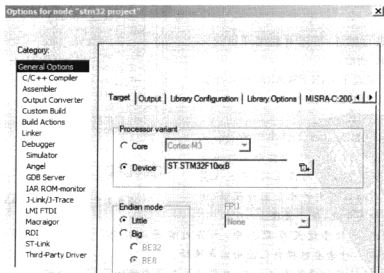 Options for node "stm32 project"
Category:
General Options
C/C++ Compiler
Assembler
Output Converter
Custom Build
Build Actions
Linker
Debugger
Simulator
Angel
GDB Server
IAR ROM-monitor
J-Link/J-Trace
LMI FTDI
Macraigor
RDI
ST-Link
Third-Party Driver
Target
Output
Library Configuration
Library Options
MISRA-C:200
Processor variant
Core
Cortex-M3
Device
ST STM32F10xxB
Endian mode
Little
Big
BE32
BE8
FPU
None